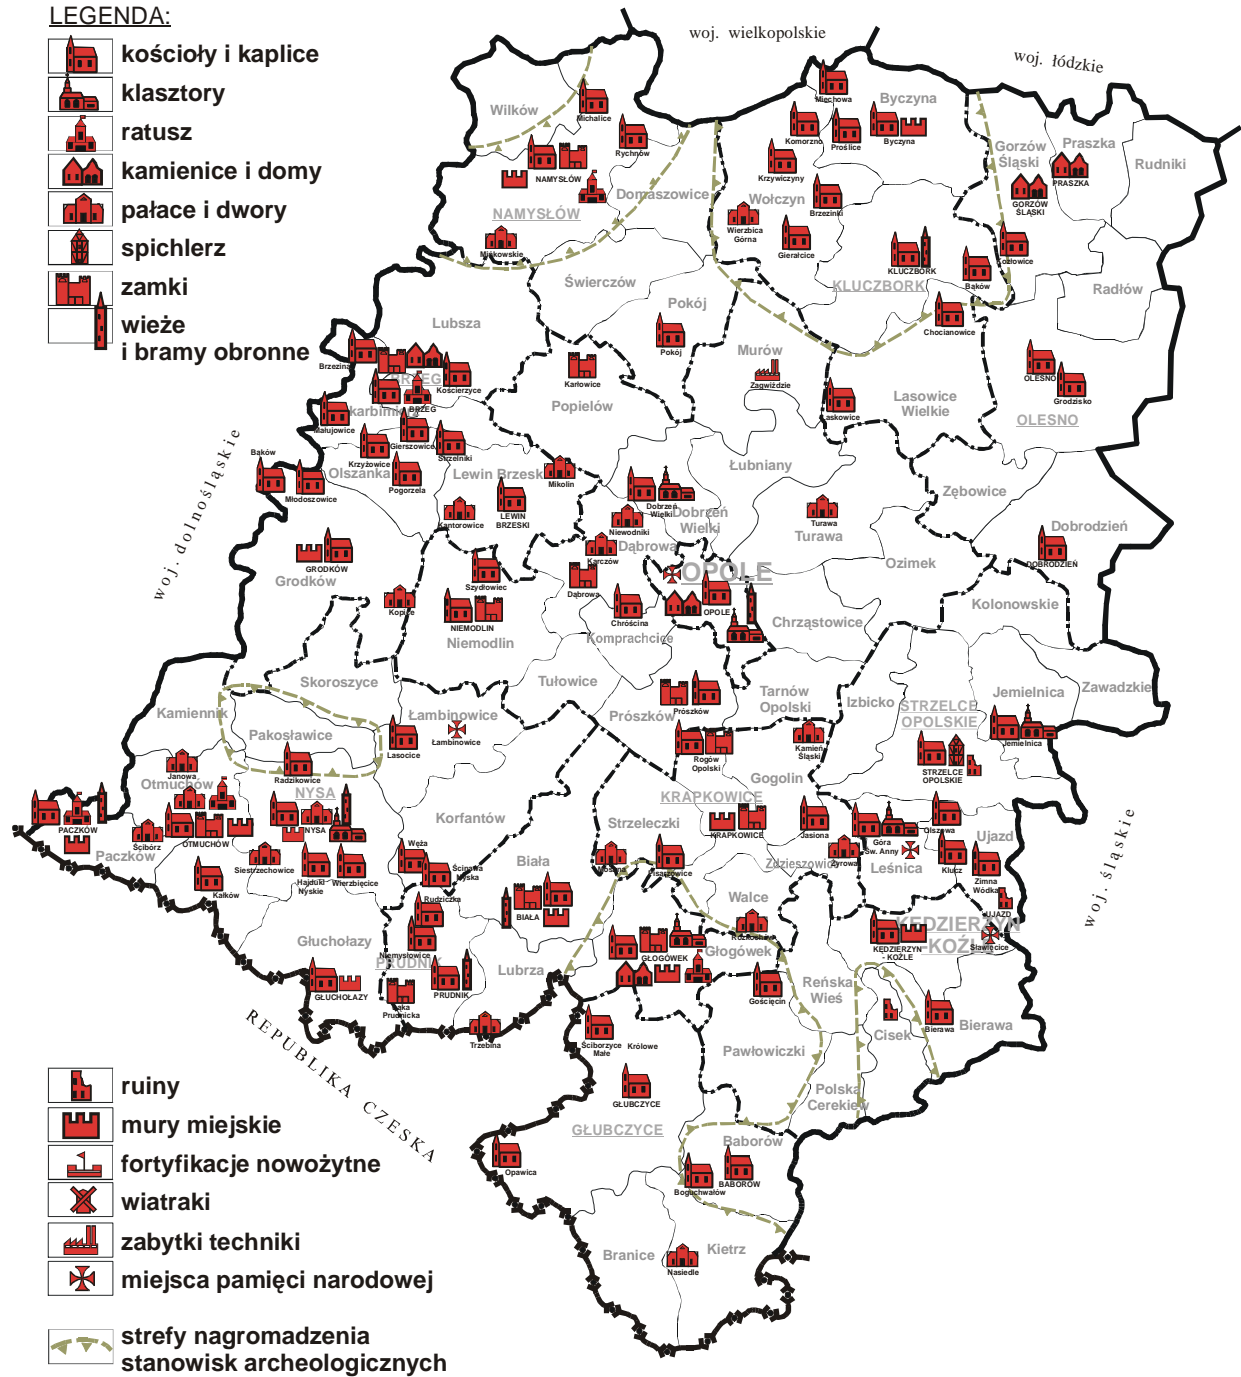 LEGENDA:
kościoły i kaplice
klasztory
ratusz
kamienice i domy
pałace i dwory
spichlerz
zamki
wieże
i bramy obronne
woj. wielkopolskie
woj. łódzkie
woj. dolnośląskie
woj. śląskie
REPUBLIKA CZESKA
Wilków
Michalice
Rychnów
NAMYSŁÓW
NAMYSŁÓW
Domaszowice
Minkowskie
Miechowa
Byczyna
Komorzno
Proślice
Byczyna
Krzywiczyny
Wołczyn
Brzezinki
Wierzbica
Górna
Gierałcice
KLUCZBORK
KLUCZBORK
Bąków
Kozłowice
Chocianowice
Gorzów
Śląski
GORZÓW
ŚLĄSKI
Praszka
PRASZKA
Rudniki
Radłów
Świerczów
Pokój
Pokój
Lubsza
Brzezina
BRZEG
Kościerzyce
BRZEG
Małujowice
Gierszowice
Krzyżowice
Strzelniki
Olszanka
Pogorzela
Bąków
Młodoszowice
Karłowice
Popielów
Murów
Zagwiździe
Lasowice
Wielkie
OLESNO
Grodzisko
OLESNO
Lewin Brzesk
Mikolin
Kantorowice
LEWIN
BRZESKI
Łubniany
Dobrzeń
Wielki
Dobrzeń
Wielki
Niewodniki
Dąbrowa
Karczów
Dąbrowa
Turawa
Turawa
Zębowice
Dobrodzień
DOBRODZIEŃ
Ozimek
Kolonowskie
GRODKÓW
Grodków
Kopice
Szydłowiec
NIEMODLIN
Niemodlin
OPOLE
OPOLE
Chróścina
Komprachcice
Chrząstowice
Skoroszyce
Tułowice
Prószków
Prószków
Tarnów
Opolski
Izbicko
STRZELCE
OPOLSKIE
STRZELCE
OPOLSKIE
Jemielnica
Jemielnica
Zawadzkie
Kamiennik
Pakosławice
Radzikowice
Lasocice
Łambinowice
Łambinowice
Rogów
Opolski
Kamień
Śląski
Gogolin
Janowa
Otmuchów
OTMUCHÓW
Ścibórz
PACZKÓW
Paczków
NYSA
NYSA
Siestrzechowice
Hajduki
Nyskie
Wierzbięcice
Kałków
Korfantów
Węża
Ścinawa
Nyska
Rudziczka
Niemysłowice
PRUDNIK
PRUDNIK
Biała
BIAŁA
Lubrza
Głuchołazy
GŁUCHOŁAZY
Łąka
Prudnicka
Trzebina
KRAPKOWICE
KRAPKOWICE
Strzeleczki
Moszna
Pisarzowice
Jasiona
Żyrowa
Zdzieszowice
Góra
Św. Anny
Leśnica
Olszowa
Ujazd
Klucz
Zimna
Wódka
UJAZD
Walce
Rozkochów
KĘDZIERZYN
-KOŹLE
Sławięcice
GŁOGÓWEK
Głogówek
Gościęcin
Reńska
Wieś
Cisek
Bierawa
Bierawa
Ściborzyce
Małe
Królowe
GŁUBCZYCE
GŁUBCZYCE
Pawłowiczki
Polska
Cerekiew
Baborów
BABORÓW
Boguchwałów
Opawica
Branice
Kietrz
Nasiedle
ruiny
mury miejskie
fortyfikacje nowożytne
wiatraki
zabytki techniki
miejsca pamięci narodowej
strefy nagromadzenia
stanowisk archeologicznych